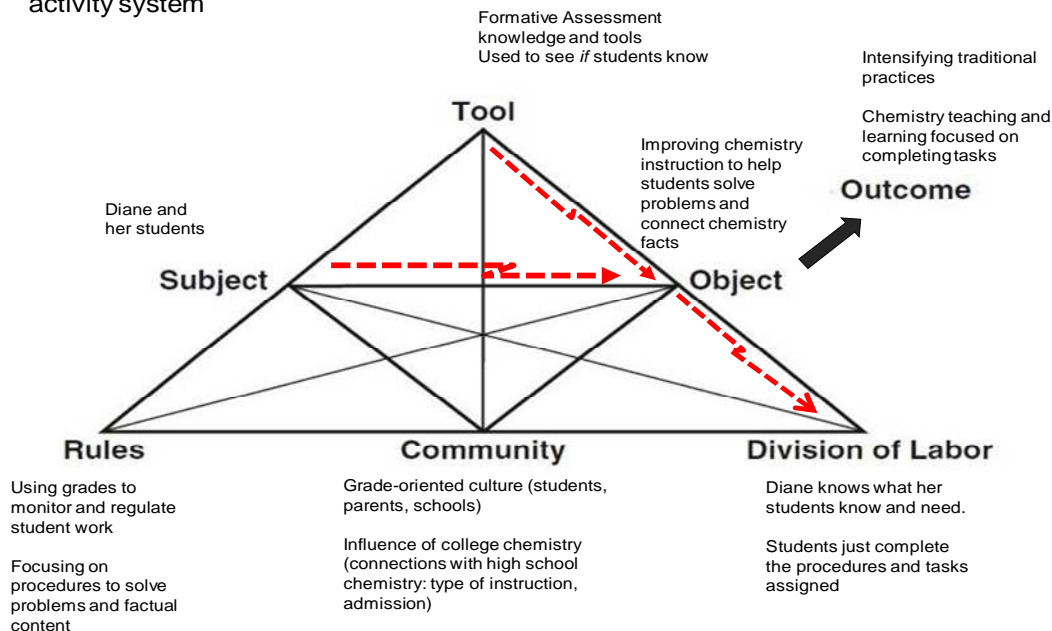 activity system
Formative Assessment
knowledge and tools
Used to see if students know
Intensifying traditional
practices
Chemistry teaching and
learning focused on
completing tasks
Outcome
Tool
Improving chemistry
instruction to help
students solve
problems and
connect chemistry
facts
Diane and
her students
Subject
Object
Rules
Community
Division of Labor
Using grades to
monitor and regulate
student work
Focusing on
procedures to solve
problems and factual
content
Grade-oriented culture (students,
parents, schools)
Influence of college chemistry
(connections with high school
chemistry: type of instruction,
admission)
Diane knows what her
students know and need.
Students just complete
the procedures and tasks
assigned